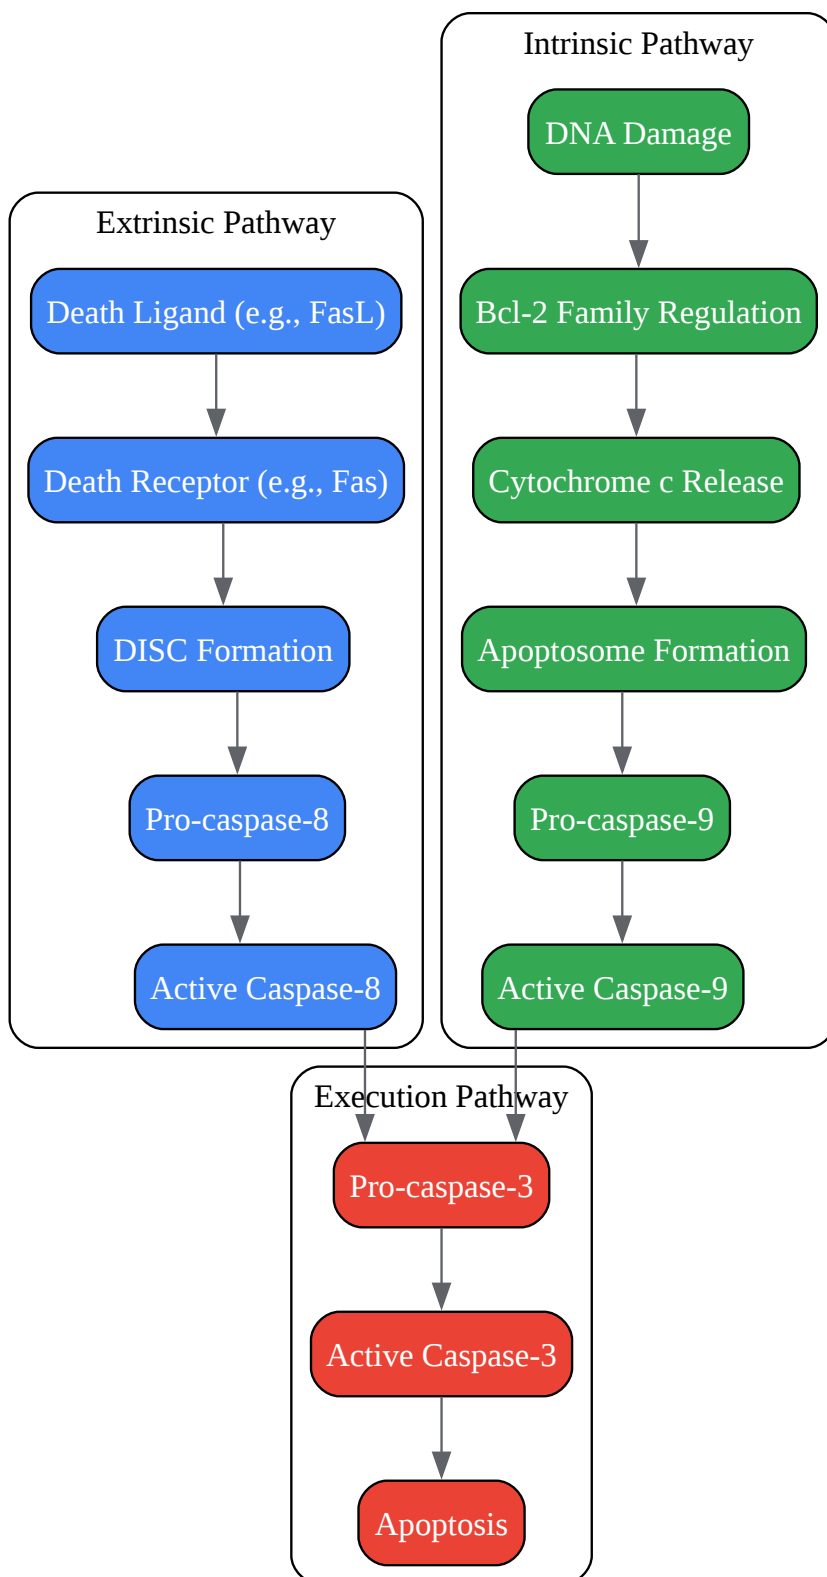 Extrinsic Pathway
Death Ligand (e.g., FasL)
Death Receptor (e.g., Fas)
DISC Formation
Pro-caspase-8
Active Caspase-8
Intrinsic Pathway
DNA Damage
Bcl-2 Family Regulation
Cytochrome c Release
Apoptosome Formation
Pro-caspase-9
Active Caspase-9
Execution Pathway
Pro-caspase-3
Active Caspase-3
Apoptosis